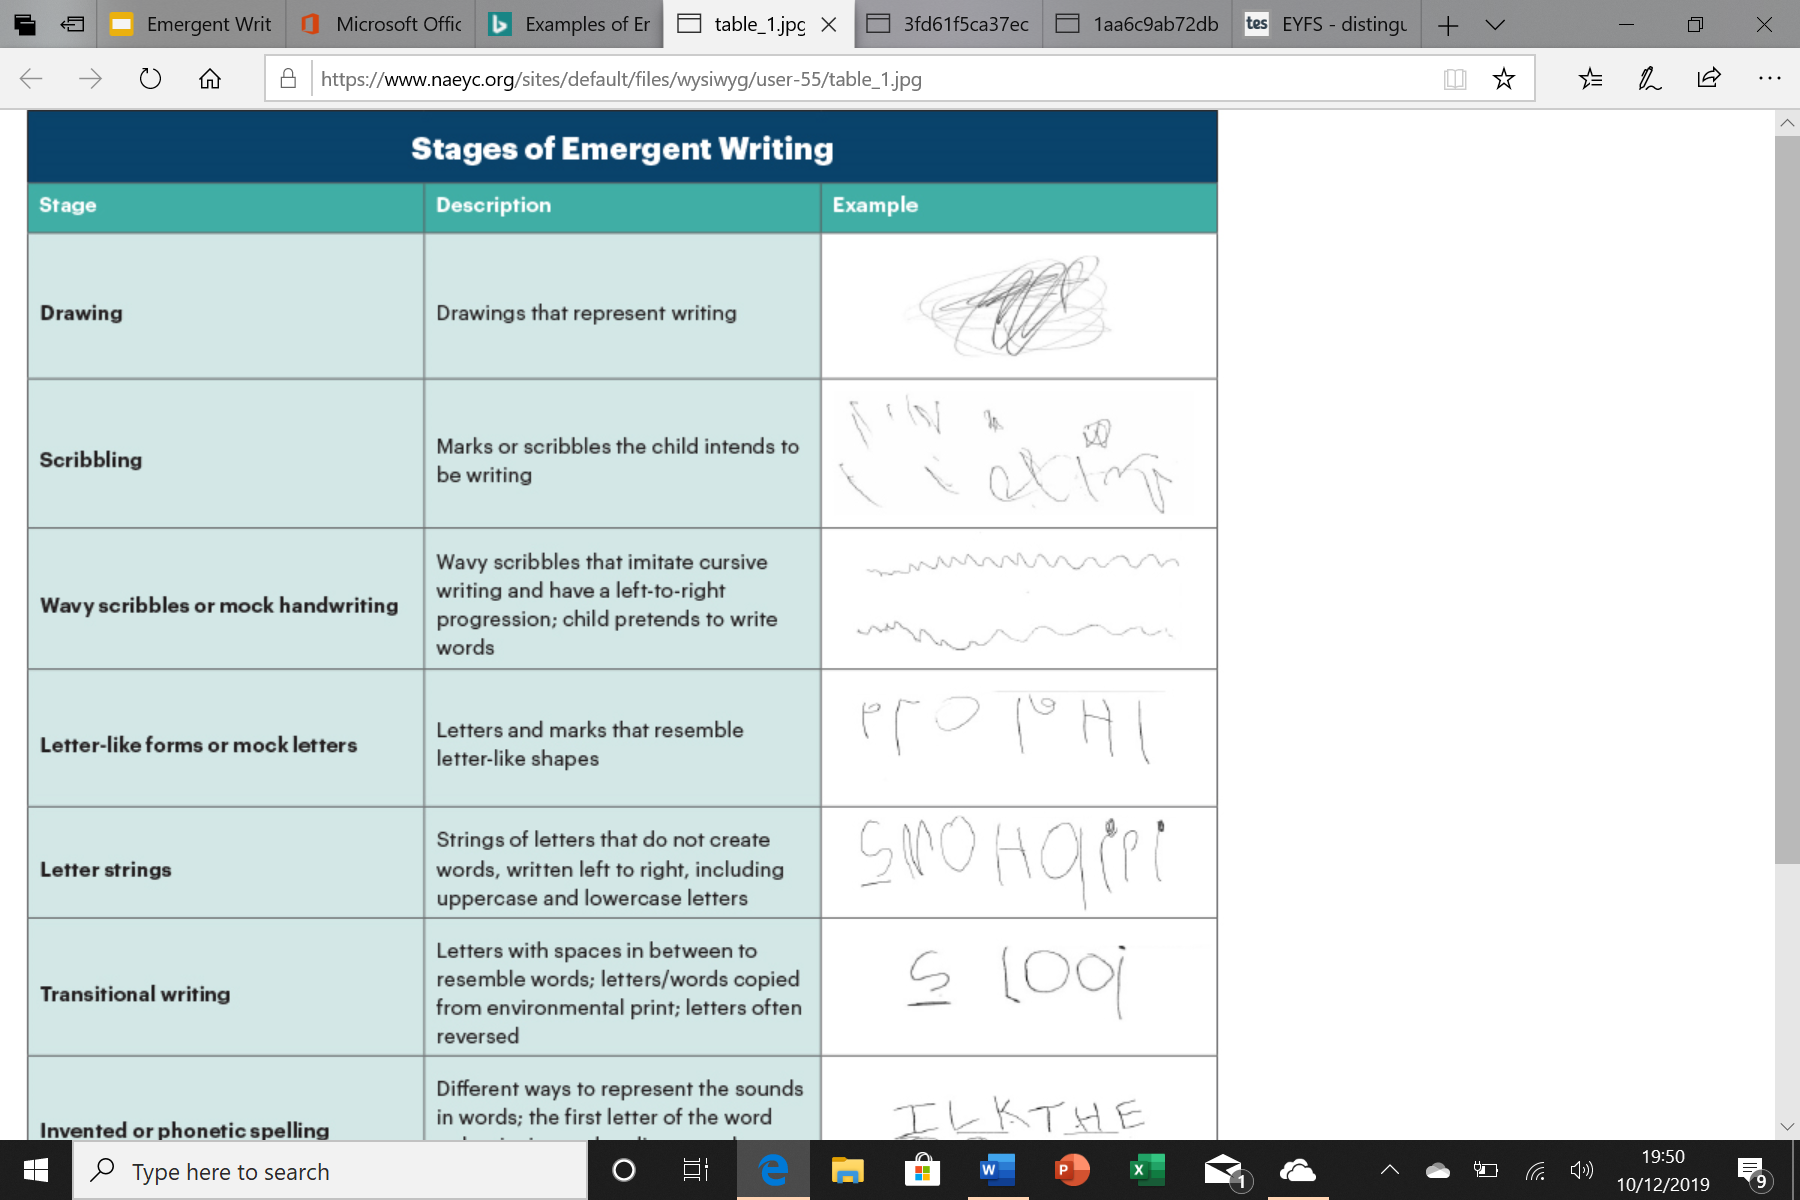 Emergent Writ
Microsoft Offic
Examples of Er
table_1.jpg
3fd61f5ca37ec
1aa6c9ab72db
tes EYFS - distingu
https://www.naeyc.org/sites/default/files/wysiwyg/user-55/table_1.jpg
Stages of Emergent Writing
Stage Description Example
Drawing
Drawings that represent writing
Scribbling
Marks or scribbles the child intends to
be writing
Wavy scribbles or mock handwriting
Wavy scribbles that imitate cursive
writing and have a left-to-right
progression; child pretends to write
words
Letter-like forms or mock letters
Letters and marks that resemble
letter-like shapes
Letter strings
Strings of letters that do not create
words, written left to right, including
uppercase and lowercase letters
Transitional writing
Letters with spaces in between to
resemble words; letters/words copied
from environmental print; letters often
reversed
Invented or phonetic spelling
Different ways to represent the sounds
in words; the first letter of the word
ILKTHE
Type here to search
1
19:50
10/12/2019
9